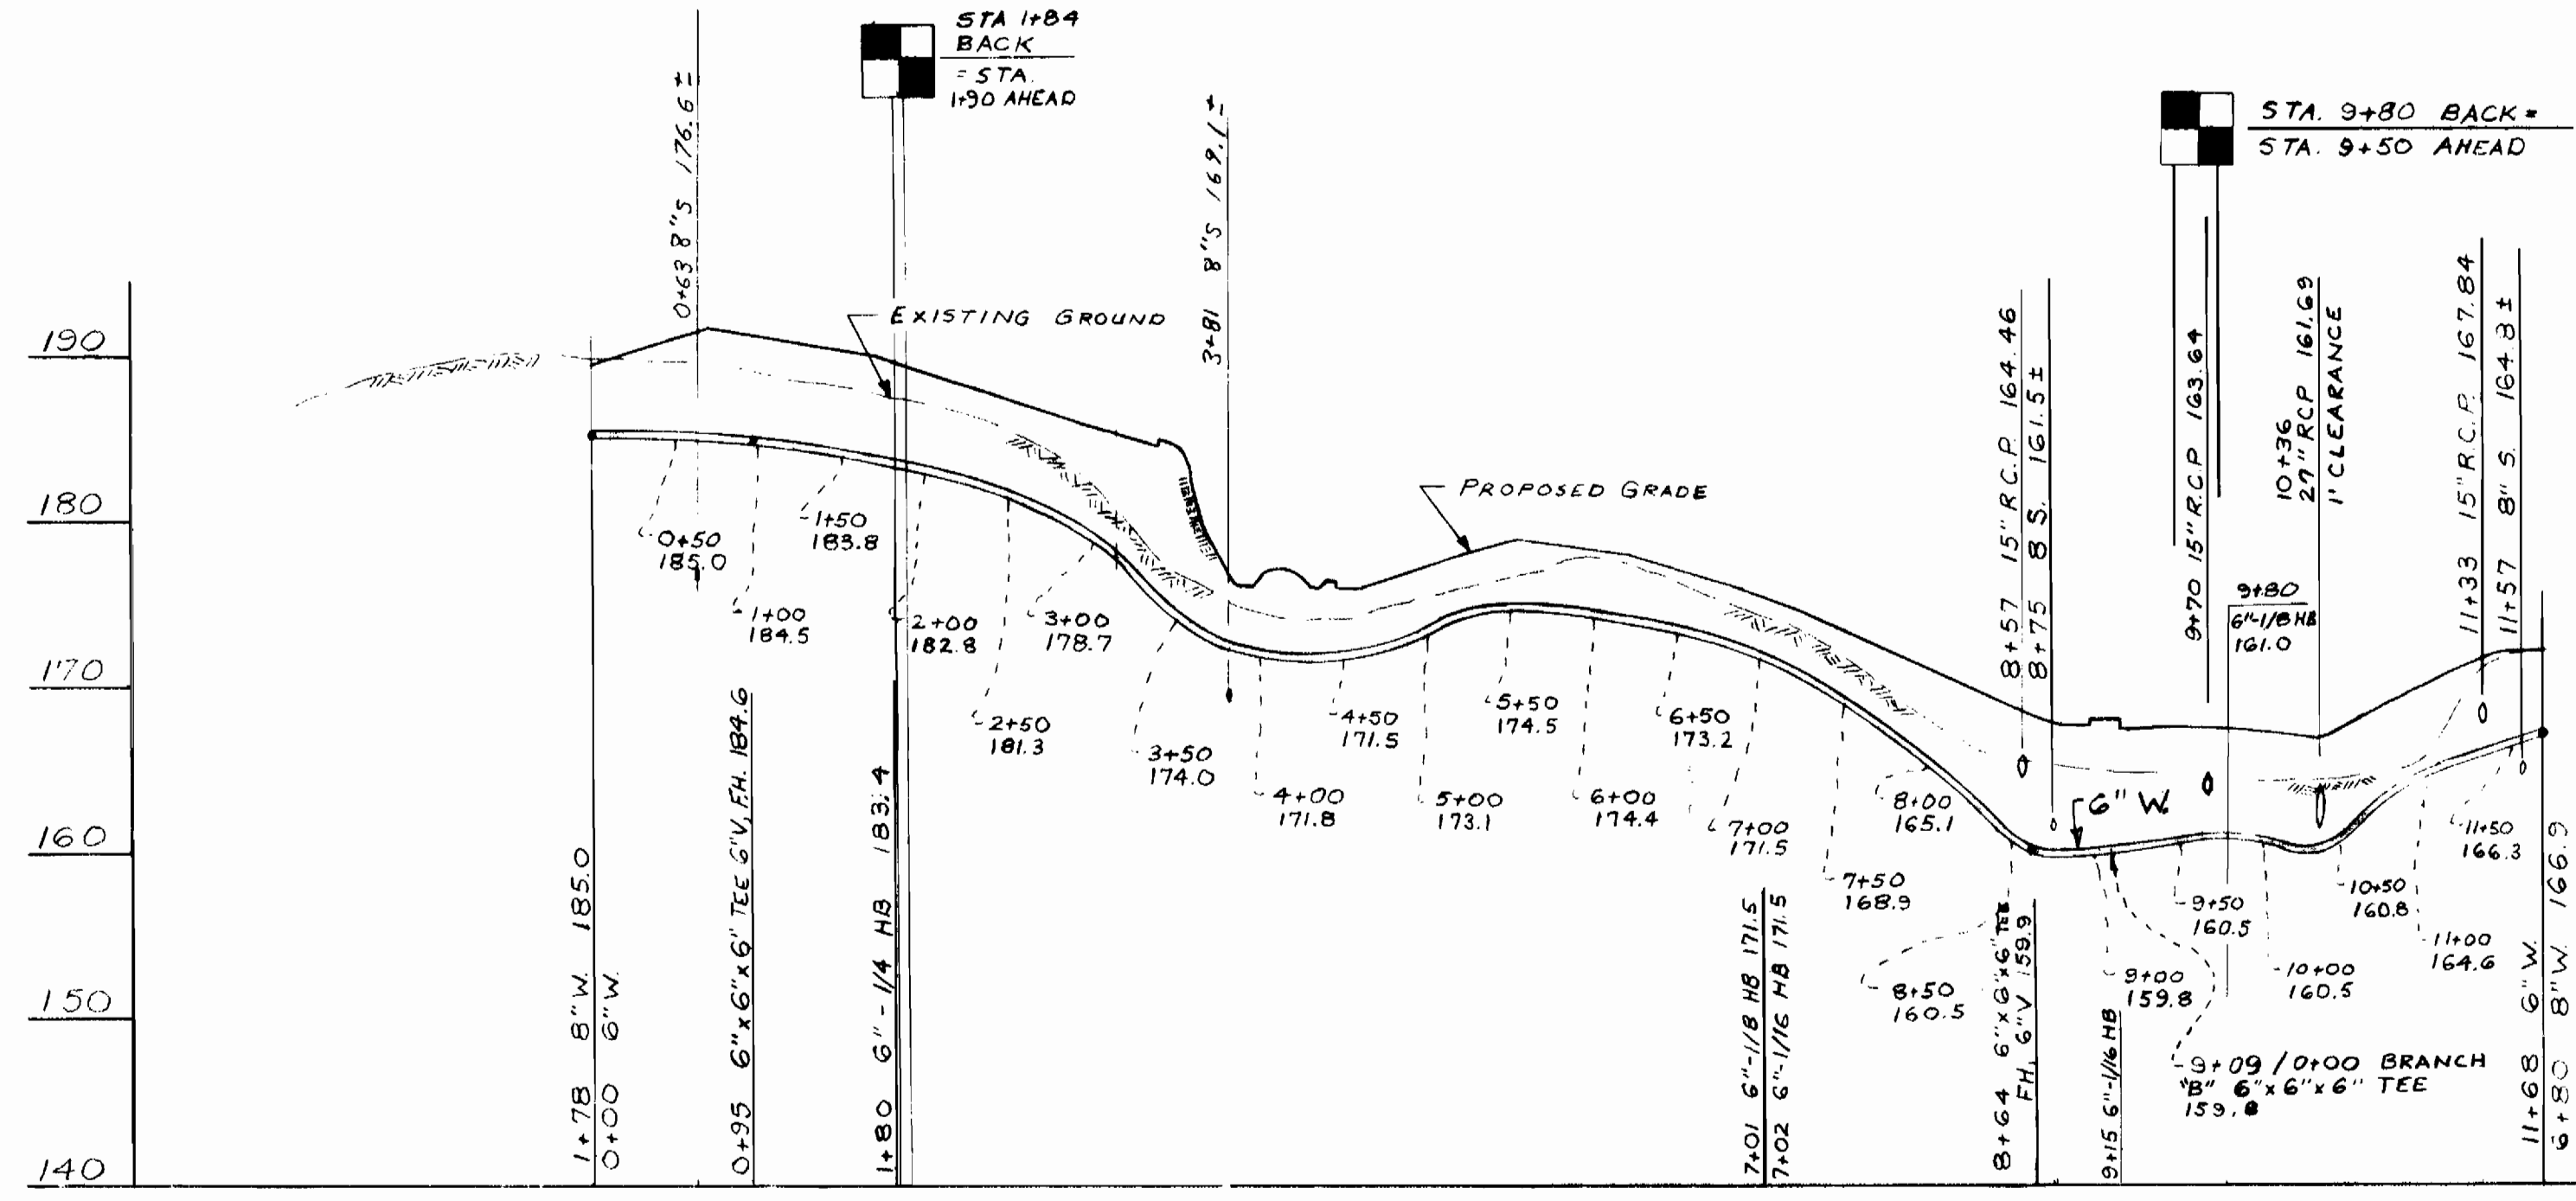 STA 1+84
BACK
= STA.
1+90 AHEAD
STA. 9+80 BACK =
STA. 9+50 AHEAD
0+63 8"S 176.6±
3+81 8"S 169.1±
EXISTING GROUND
PROPOSED GRADE
190
180
170
160
150
140
8+57 15" R.C.P. 164.46
8+75 8 S. 161.5±
9+70 15" R.C.P 163.64
10+36
27" RCP 161.69
1' CLEARANCE
11+33 15" R.C.P. 167.84
11+57 8" S. 164.8±
9+80
6"-1/8 HB
161.0
0+50
185.0
1+00
184.5
1+50
183.8
2+00
182.8
2+50
181.3
3+00
178.7
3+50
174.0
4+00
171.8
4+50
171.5
5+00
173.1
5+50
174.5
6+00
174.4
6+50
173.2
7+00
171.5
7+50
168.9
8+00
165.1
8+50
160.5
6" W.
9+00
159.8
9+50
160.5
10+00
160.5
10+50
160.8
11+00
164.6
11+50
166.3
9+09 / 0+00 BRANCH
"B" 6"x6"x6" TEE
159.8
1+78 8"W. 185.0
0+00 6"W.
0+95 6"x6"x6" TEE 6"V, F.H. 184.6
1+80 6"-1/4 HB 183.4
7+01 6"-1/8 HB 171.5
7+02 6"-1/16 HB 171.5
8+64 6"x6"x6" TEE
FH, 6"V 159.9
9+15 6"-1/16 HB
11+68 6"W.
6+80 8"W. 166.9